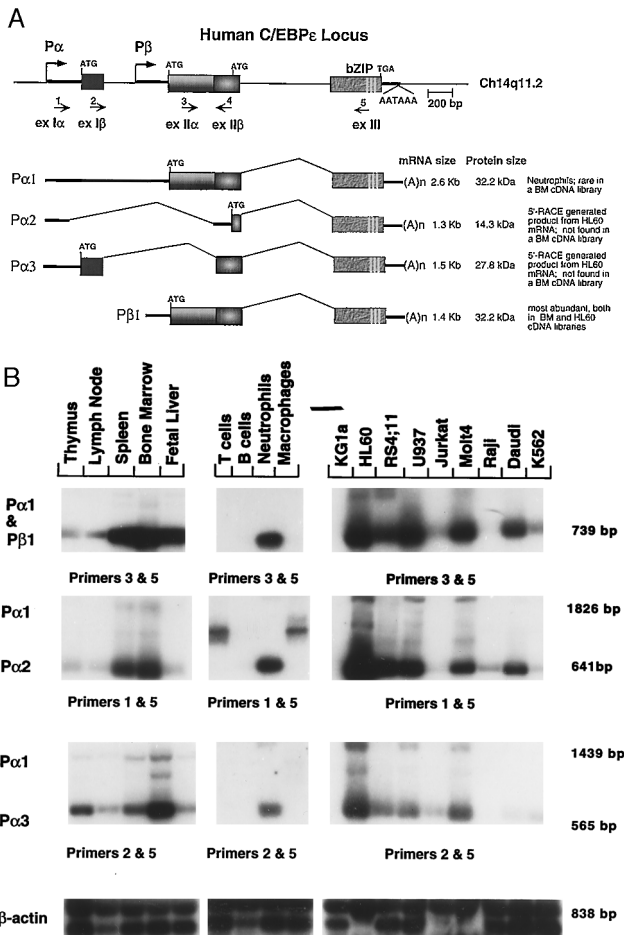 A
Human C/EBPε Locus
Pα
Pβ
ATG
ATG
ATG
bZIP
TGA
Ch14q11.2
1
2
3
4
5
AATAAA
200 bp
ex Iα
ex Iβ
ex IIα
ex IIβ
ex III
mRNA size
Protein size
ATG
Pα1
(A)n
2.6 Kb
32.2 kDa
Neutrophils; rare in
a BM cDNA library
ATG
Pα2
(A)n
1.3 Kb
14.3 kDa
5'-RACE generated
product from HL60
mRNA; not found in
a BM cDNA library
ATG
Pα3
(A)n
1.5 Kb
27.8 kDa
5'-RACE generated
product from HL60
mRNA; not found in
a BM cDNA library
ATG
Pβ1
(A)n
1.4 Kb
32.2 kDa
most abundant, both
in BM and HL60
cDNA libraries
B
Thymus
Lymph Node
Spleen
Bone Marrow
Fetal Liver
T cells
B cells
Neutrophils
Macrophages
KG1a
HL60
RS4;11
U937
Jurkat
Molt4
Raji
Daudi
K562
Pα1
&
Pβ1
739 bp
Primers 3 & 5
Primers 3 & 5
Primers 3 & 5
Pα1
1826 bp
Pα2
641bp
Primers 1 & 5
Primers 1 & 5
Primers 1 & 5
Pα1
1439 bp
Pα3
565 bp
Primers 2 & 5
Primers 2 & 5
Primers 2 & 5
β-actin
838 bp